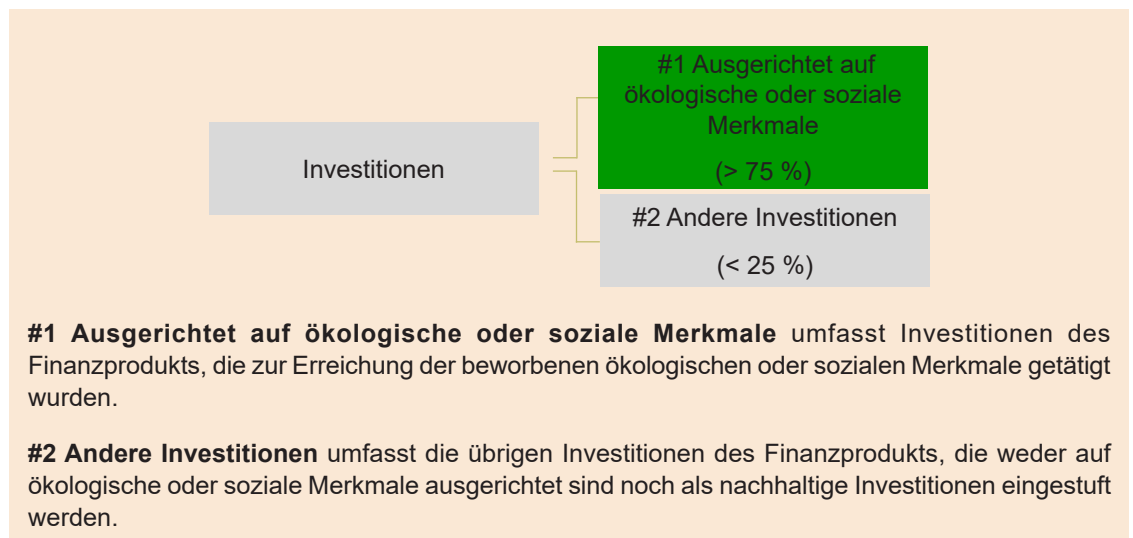 #1 Ausgerichtet auf
ökologische oder soziale
Merkmale
(> 75 %)
Investitionen
#2 Andere Investitionen
(< 25 %)
#1 Ausgerichtet auf ökologische oder soziale Merkmale umfasst Investitionen des
Finanzprodukts, die zur Erreichung der beworbenen ökologischen oder sozialen Merkmale getätigt
wurden.
#2 Andere Investitionen umfasst die übrigen Investitionen des Finanzprodukts, die weder auf
ökologische oder soziale Merkmale ausgerichtet sind noch als nachhaltige Investitionen eingestuft
werden.